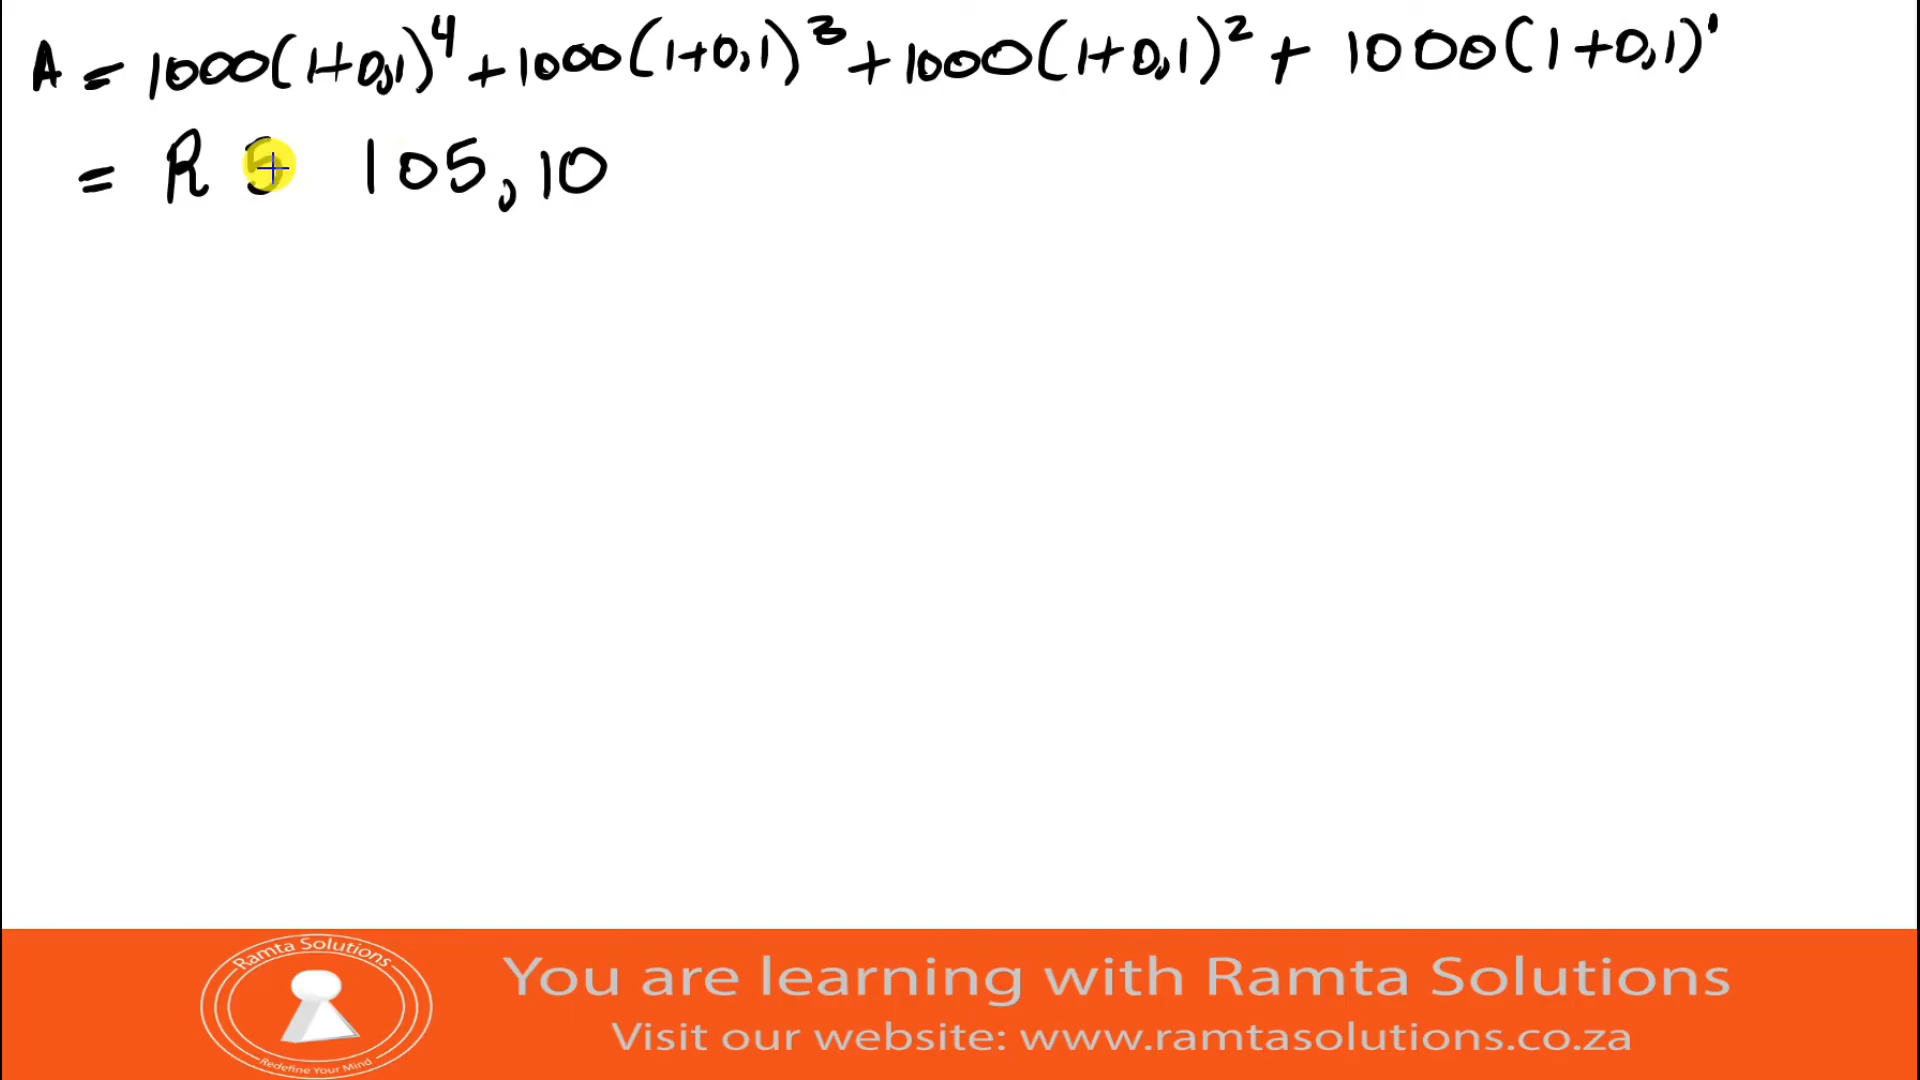 A = 1000(1+0,1)⁴ + 1000(1+0,1)³ + 1000(1+0,1)² + 1000(1+0,1)¹
= R 5 105,10
Ramta Solutions
Redefine Your Mind
You are learning with Ramta Solutions
Visit our website: www.ramtasolutions.co.za